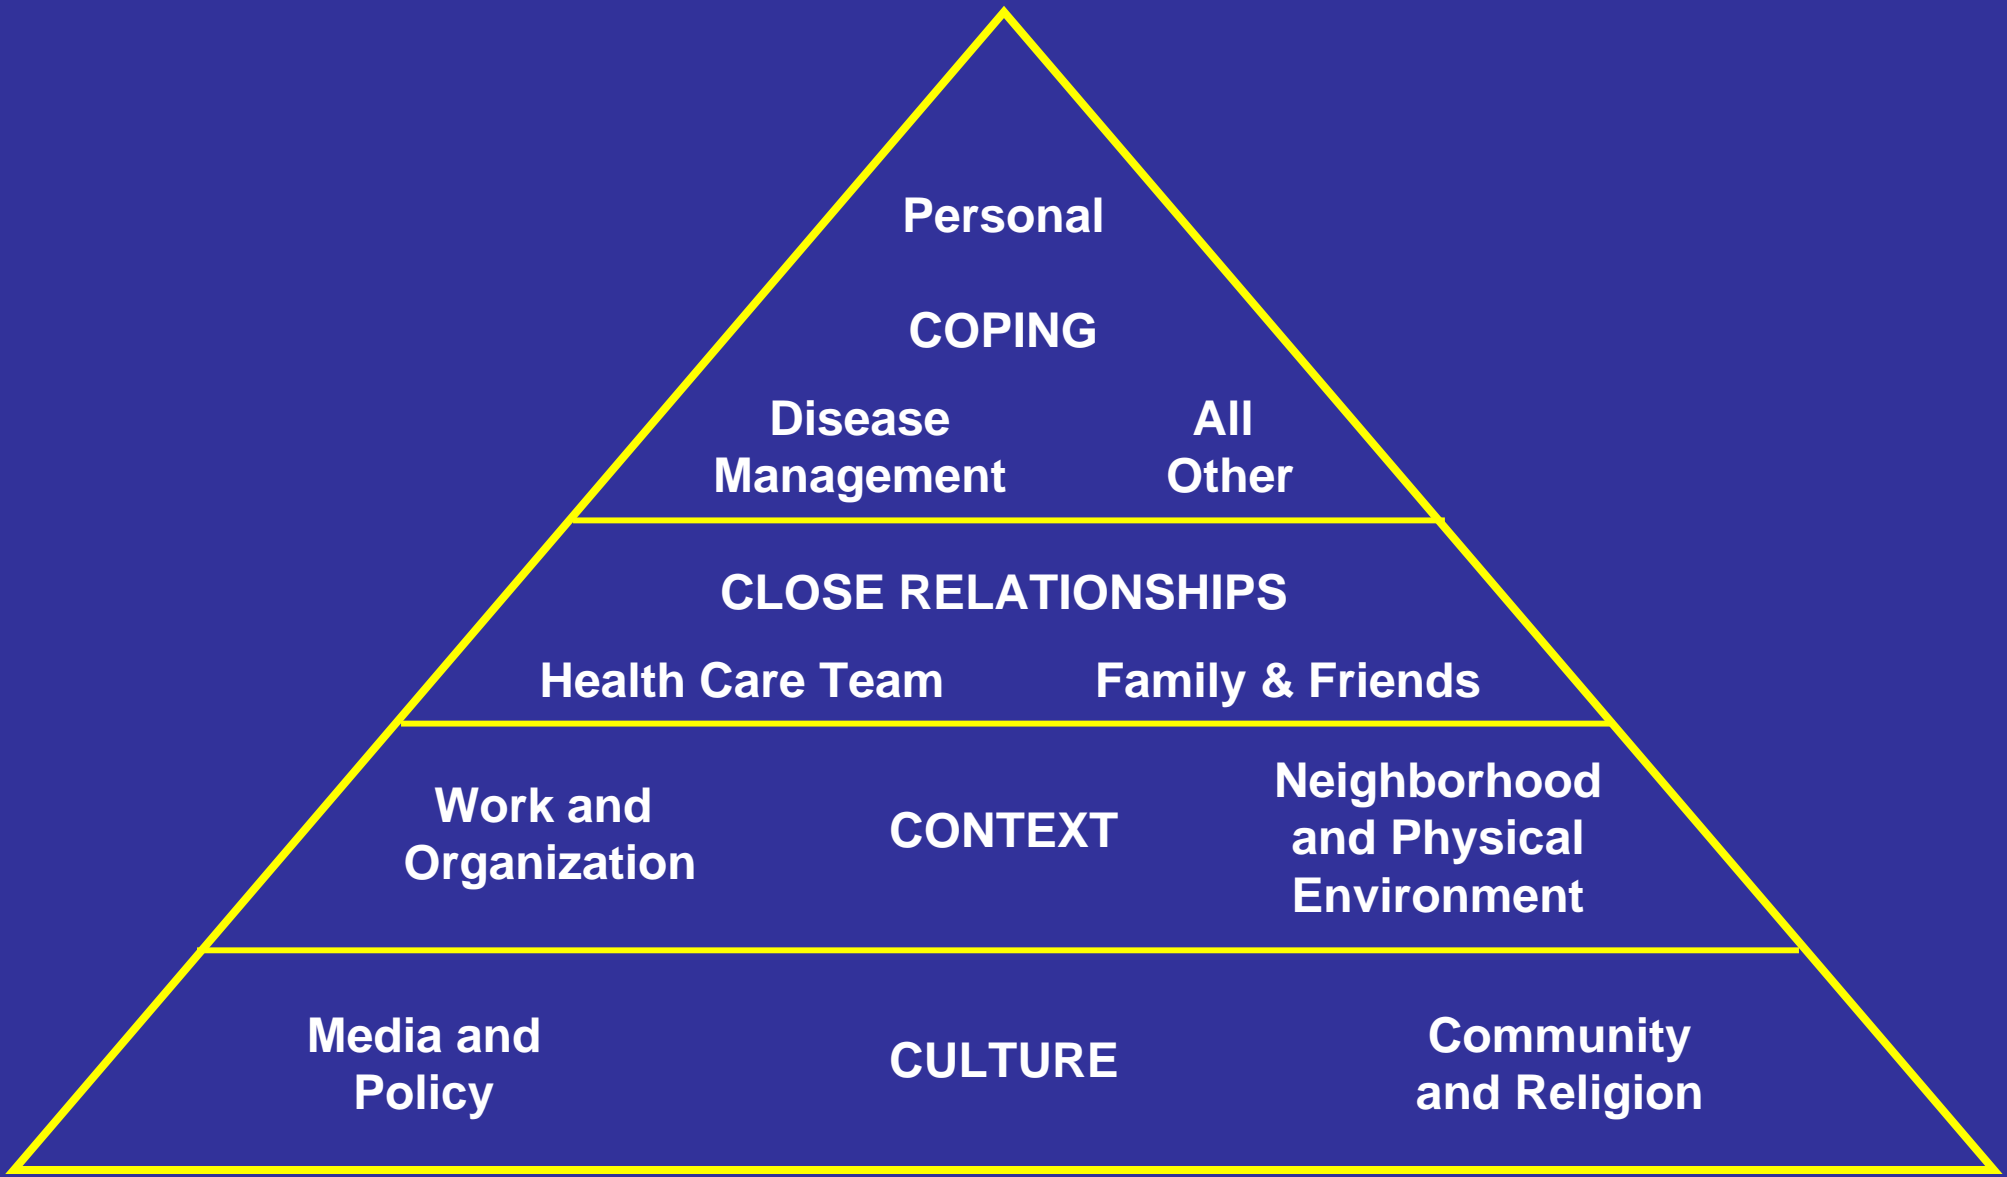 Personal
COPING
Disease
Management
All
Other
CLOSE RELATIONSHIPS
Health Care Team
Family & Friends
Work and
Organization
CONTEXT
Neighborhood
and Physical
Environment
Media and
Policy
CULTURE
Community
and Religion